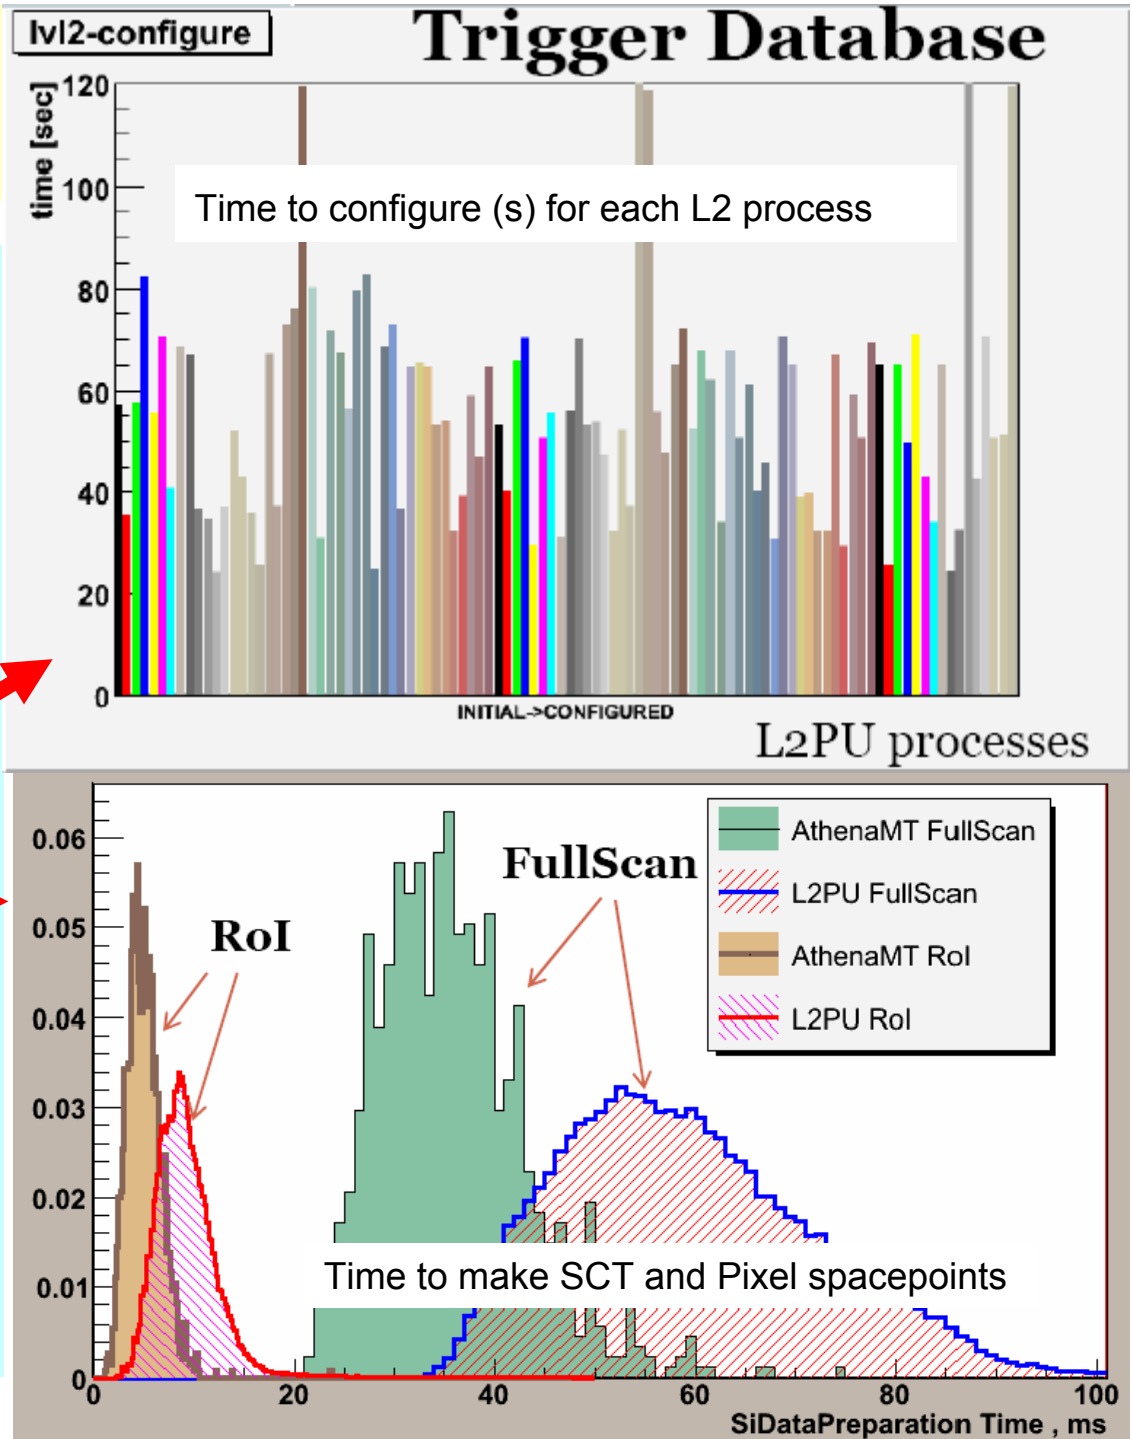 lvl2-configure
Trigger Database
time [sec]
120
100
80
60
40
20
0
Time to configure (s) for each L2 process
INITIAL->CONFIGURED
L2PU processes
0.06
0.05
0.04
0.03
0.02
0.01
0
RoI
FullScan
AthenaMT FullScan
L2PU FullScan
AthenaMT RoI
L2PU RoI
Time to make SCT and Pixel spacepoints
0 20 40 60 80 100
SiDataPreparation Time , ms